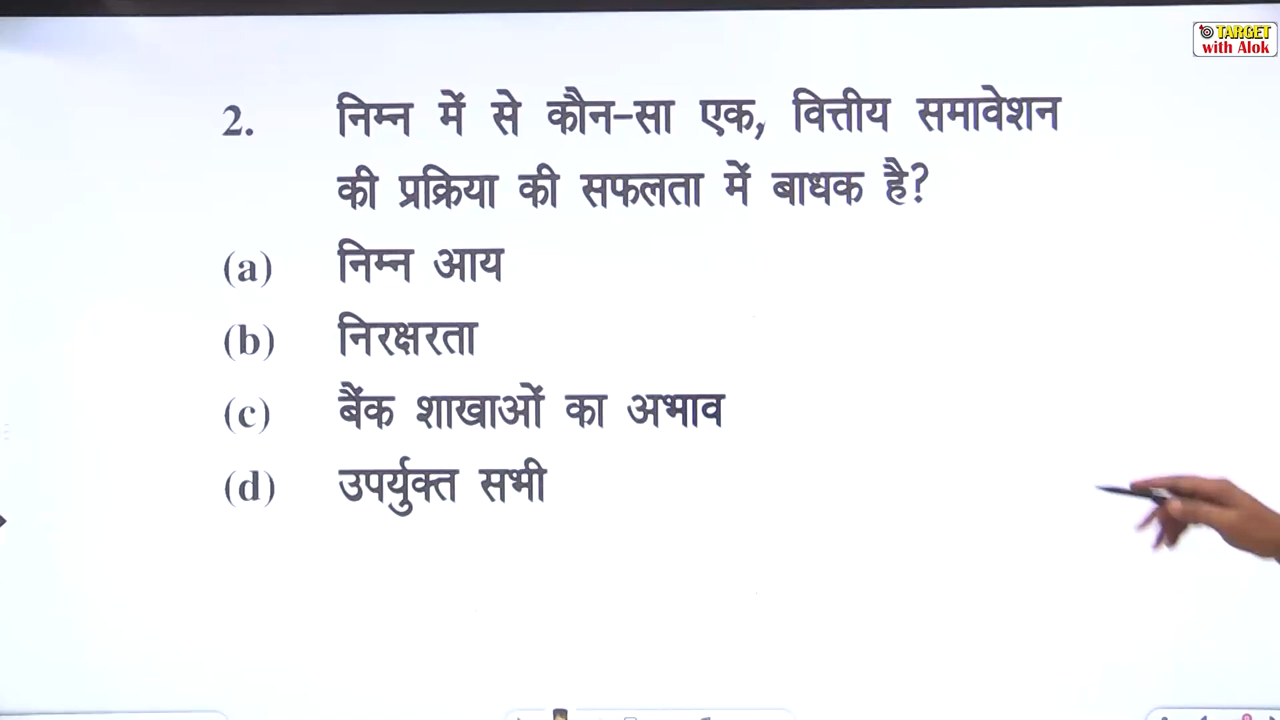 TARGET
with Alok
2. निम्न में से कौन-सा एक, वित्तीय समावेशन
की प्रक्रिया की सफलता में बाधक है?
(a) निम्न आय
(b) निरक्षरता
(c) बैंक शाखाओं का अभाव
(d) उपर्युक्त सभी